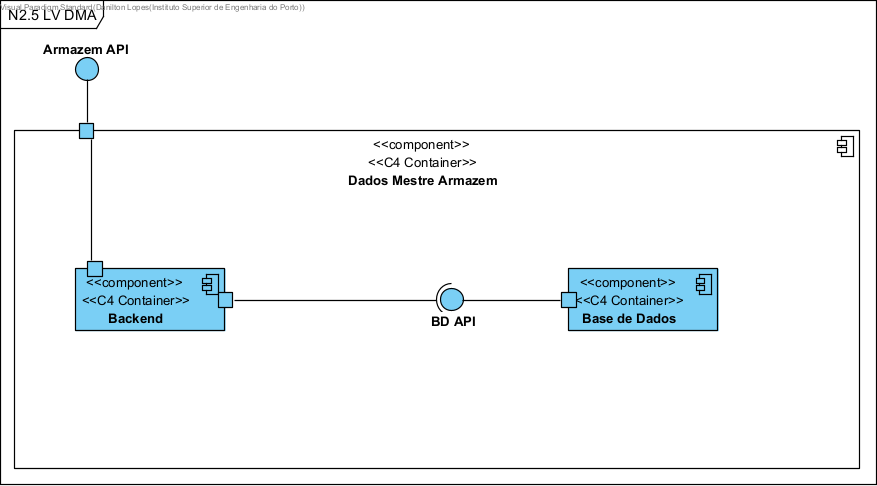 Visual Paradigm Standard(Danilton Lopes(Instituto Superior de Engenharia do Porto))
N2.5 LV DMA
Armazem API
<<component>>
<<C4 Container>>
Dados Mestre Armazem
<<component>>
<<C4 Container>>
Backend
BD API
<<component>>
<<C4 Container>>
Base de Dados